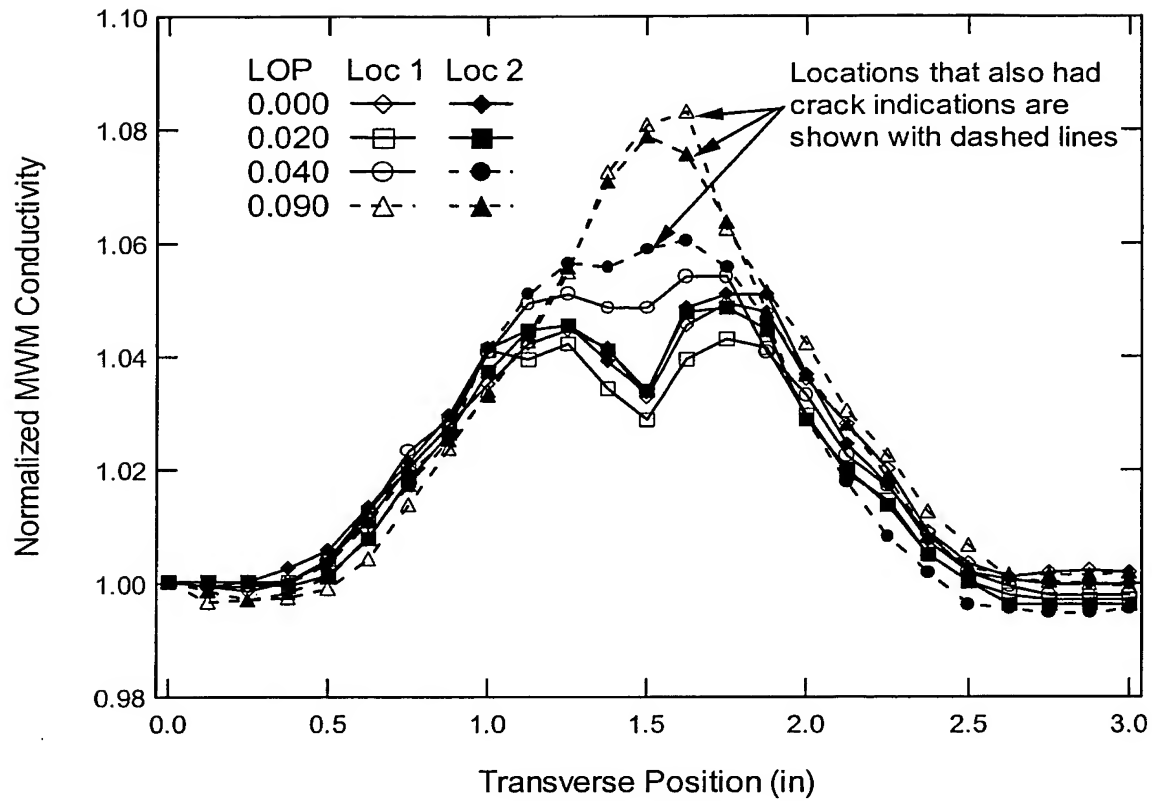 1.10
1.08
1.06
1.04
1.02
1.00
0.98
Normalized MWM Conductivity
LOP Loc 1 Loc 2
0.000
0.020
0.040
0.090
Locations that also had
crack indications are
shown with dashed lines
0.0 0.5 1.0 1.5 2.0 2.5 3.0
Transverse Position (in)